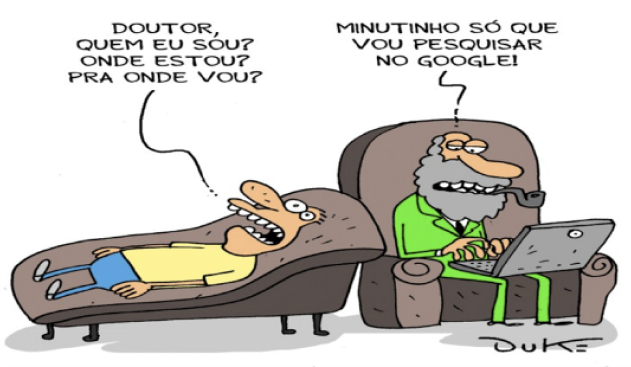 DOUTOR,
QUEM EU SOU?
ONDE ESTOU?
PRA ONDE VOU?
MINUTINHO SÓ QUE
VOU PESQUISAR
NO GOOGLE!
DUKE